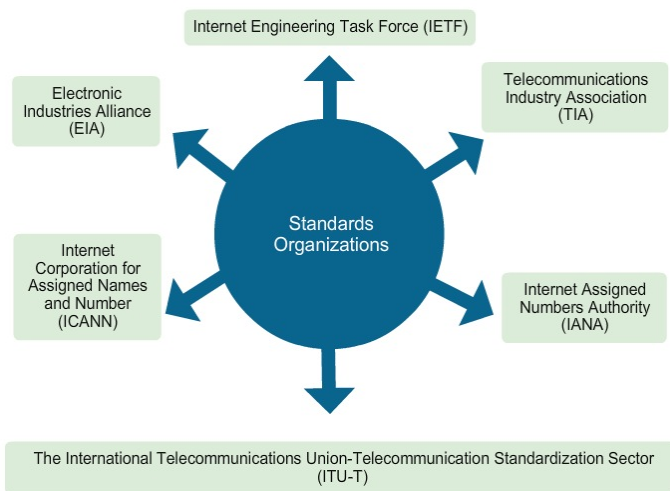 Internet Engineering Task Force (IETF)
Electronic
Industries Alliance
(EIA)
Telecommunications
Industry Association
(TIA)
Standards
Organizations
Internet
Corporation for
Assigned Names
and Number
(ICANN)
Internet Assigned
Numbers Authority
(IANA)
The International Telecommunications Union-Telecommunication Standardization Sector
(ITU-T)